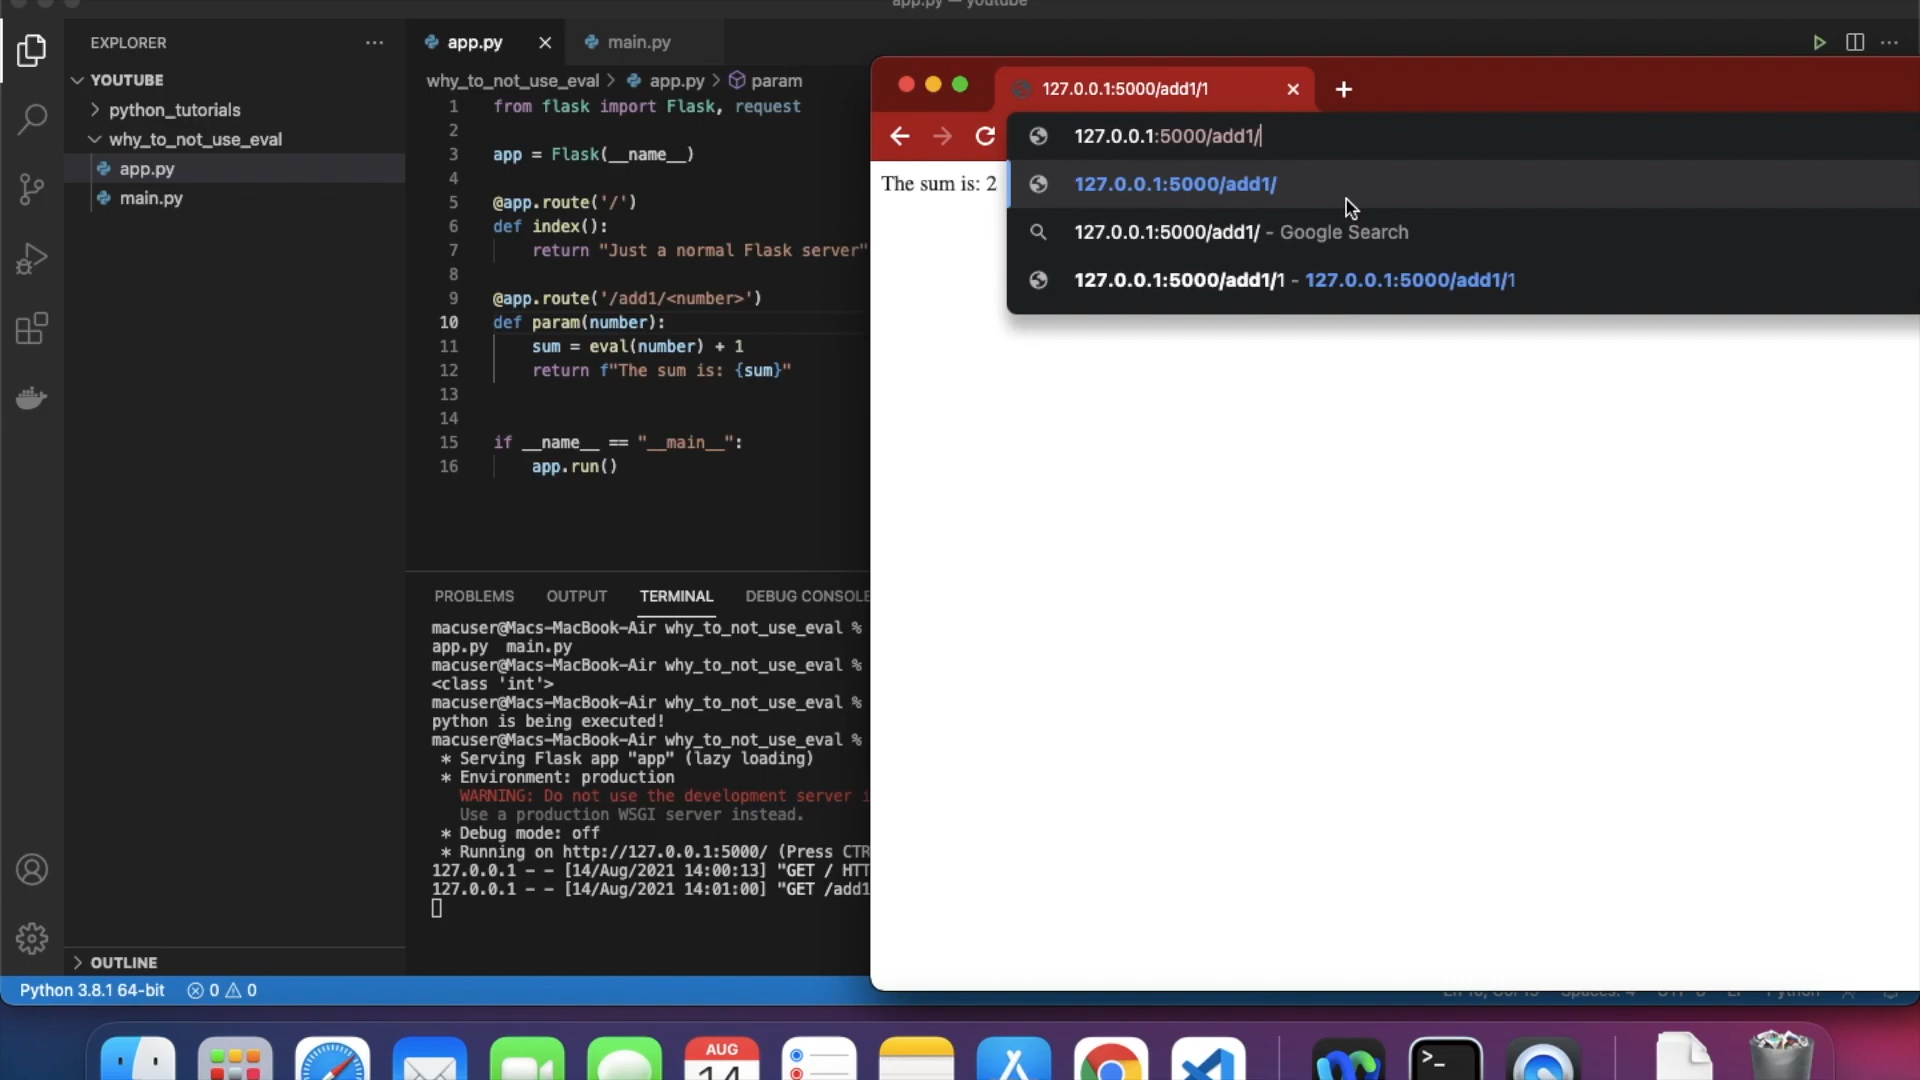 app.py — youtube
EXPLORER
YOUTUBE
python_tutorials
why_to_not_use_eval
app.py
main.py
OUTLINE
app.py
main.py
why_to_not_use_eval > app.py > param
1 from flask import Flask, request
2
3 app = Flask(__name__)
4
5 @app.route('/')
6 def index():
7 return "Just a normal Flask server"
8
9 @app.route('/add1/<number>')
10 def param(number):
11 sum = eval(number) + 1
12 return f"The sum is: {sum}"
13
14
15 if __name__ == "__main__":
16 app.run()
PROBLEMS OUTPUT TERMINAL DEBUG CONSOLE
macuser@Macs-MacBook-Air why_to_not_use_eval %
app.py main.py
macuser@Macs-MacBook-Air why_to_not_use_eval %
<class 'int'>
macuser@Macs-MacBook-Air why_to_not_use_eval %
python is being executed!
macuser@Macs-MacBook-Air why_to_not_use_eval %
* Serving Flask app "app" (lazy loading)
* Environment: production
WARNING: Do not use the development server i
Use a production WSGI server instead.
* Debug mode: off
* Running on http://127.0.0.1:5000/ (Press CTR
127.0.0.1 - - [14/Aug/2021 14:00:13] "GET / HTT
127.0.0.1 - - [14/Aug/2021 14:01:00] "GET /add1
127.0.0.1:5000/add1/1
127.0.0.1:5000/add1/
127.0.0.1:5000/add1/
127.0.0.1:5000/add1/ - Google Search
127.0.0.1:5000/add1/1 - 127.0.0.1:5000/add1/1
The sum is: 2
Python 3.8.1 64-bit 0 0
AUG
14